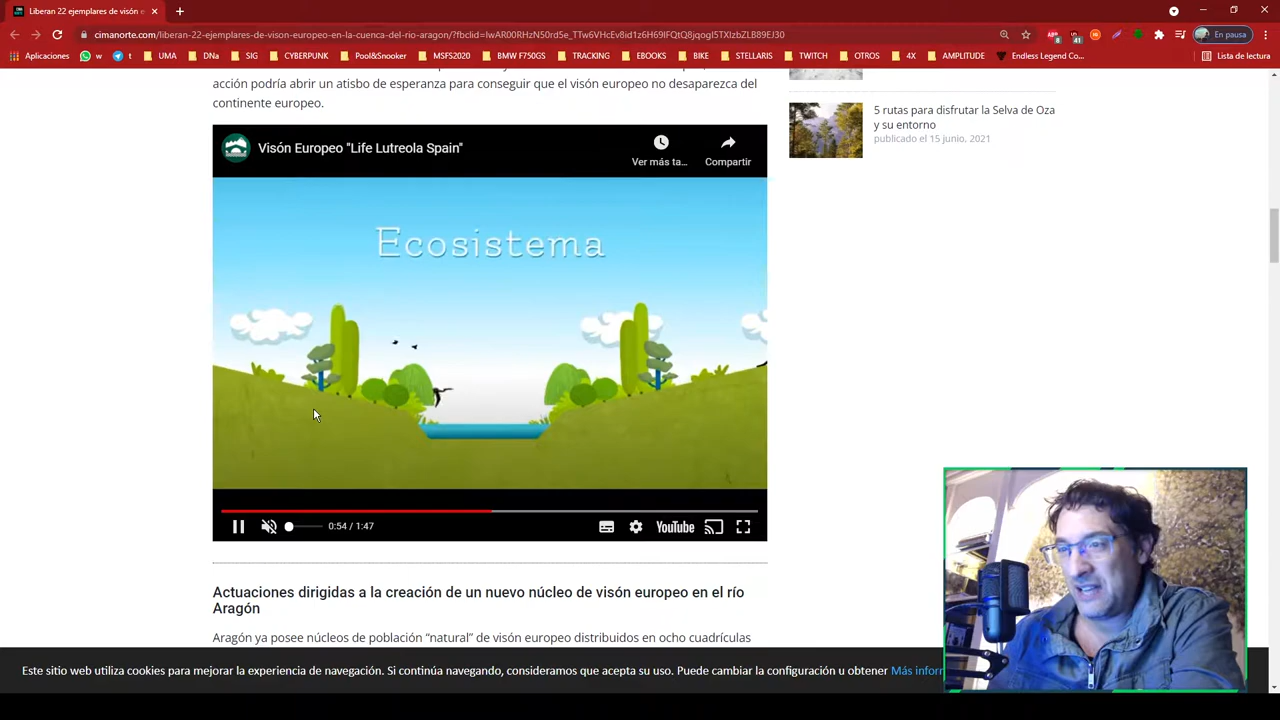 Liberan 22 ejemplares de visón e
cimanorte.com/liberan-22-ejemplares-de-vison-europeo-en-la-cuenca-del-rio-aragon/?fbclid=IwAR00RHzN50rd5e_TTw6VHcEv8id1z6H69IFQtQ8jqogI5TXIzbZLB89EJ30
En pausa
Aplicaciones
w
t
UMA
DNa
SIG
CYBERPUNK
Pool&Snooker
MSFS2020
BMW F750GS
TRACKING
EBOOKS
BIKE
STELLARIS
TWITCH
OTROS
4X
AMPLITUDE
Endless Legend Co...
Lista de lectura
acción podría abrir un atisbo de esperanza para conseguir que el visón europeo no desaparezca del
continente europeo.
5 rutas para disfrutar la Selva de Oza
y su entorno
publicado el 15 junio, 2021
Visón Europeo "Life Lutreola Spain"
Ver más ta...
Compartir
Ecosistema
0:54 / 1:47
YouTube
Actuaciones dirigidas a la creación de un nuevo núcleo de visón europeo en el río
Aragón
Aragón ya posee núcleos de población “natural” de visón europeo distribuidos en ocho cuadrículas
Este sitio web utiliza cookies para mejorar la experiencia de navegación. Si continúa navegando, consideramos que acepta su uso. Puede cambiar la configuración u obtener Más inforn